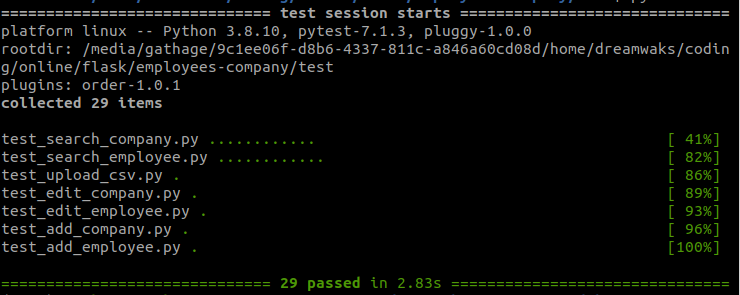 ============================== test session starts ==============================
platform linux -- Python 3.8.10, pytest-7.1.3, pluggy-1.0.0
rootdir: /media/gathage/9c1ee06f-d8b6-4337-811c-a846a60cd08d/home/dreamwaks/codin
g/online/flask/employees-company/test
plugins: order-1.0.1
collected 29 items
test_search_company.py ............ [ 41%]
test_search_employee.py ............ [ 82%]
test_upload_csv.py . [ 86%]
test_edit_company.py . [ 89%]
test_edit_employee.py . [ 93%]
test_add_company.py . [ 96%]
test_add_employee.py . [100%]
============================== 29 passed in 2.83s ===============================